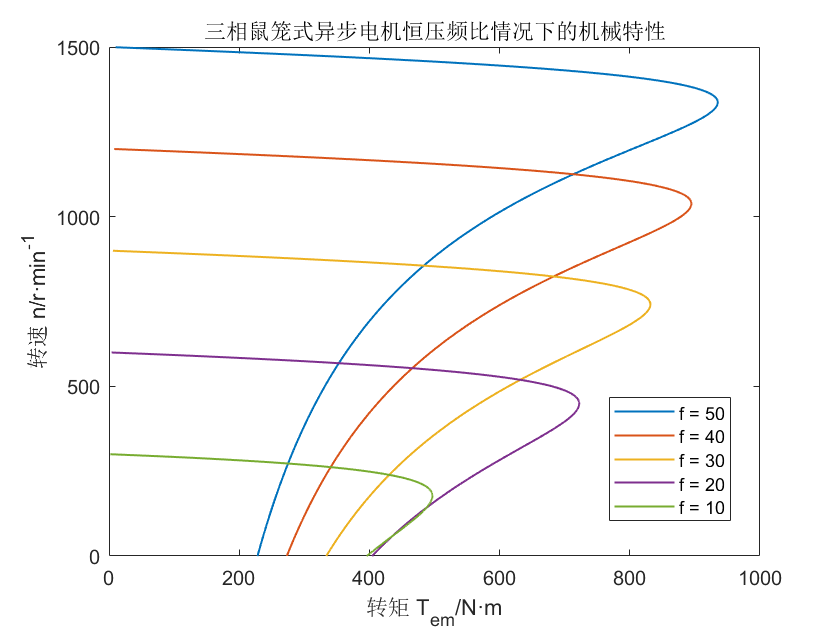 三相鼠笼式异步电机恒压频比情况下的机械特性
1500
1000
500
0
转速 n/r·min-1
f = 50
f = 40
f = 30
f = 20
f = 10
0 200 400 600 800 1000
转矩 Tem/N·m